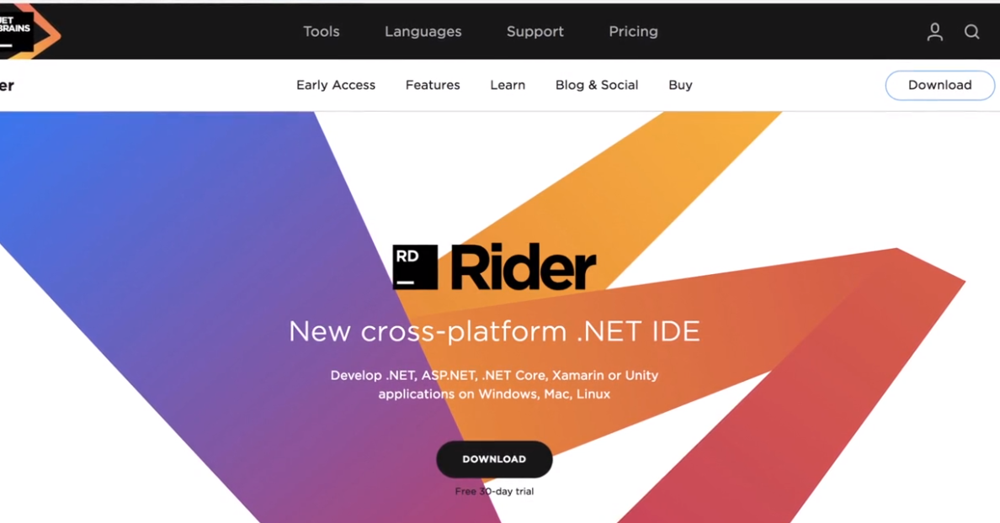 JET
BRAINS
Tools Languages Support Pricing
er
Early Access Features Learn Blog & Social Buy Download
RD Rider
New cross-platform .NET IDE
Develop .NET, ASP.NET, .NET Core, Xamarin or Unity
applications on Windows, Mac, Linux
DOWNLOAD
Free 30-day trial